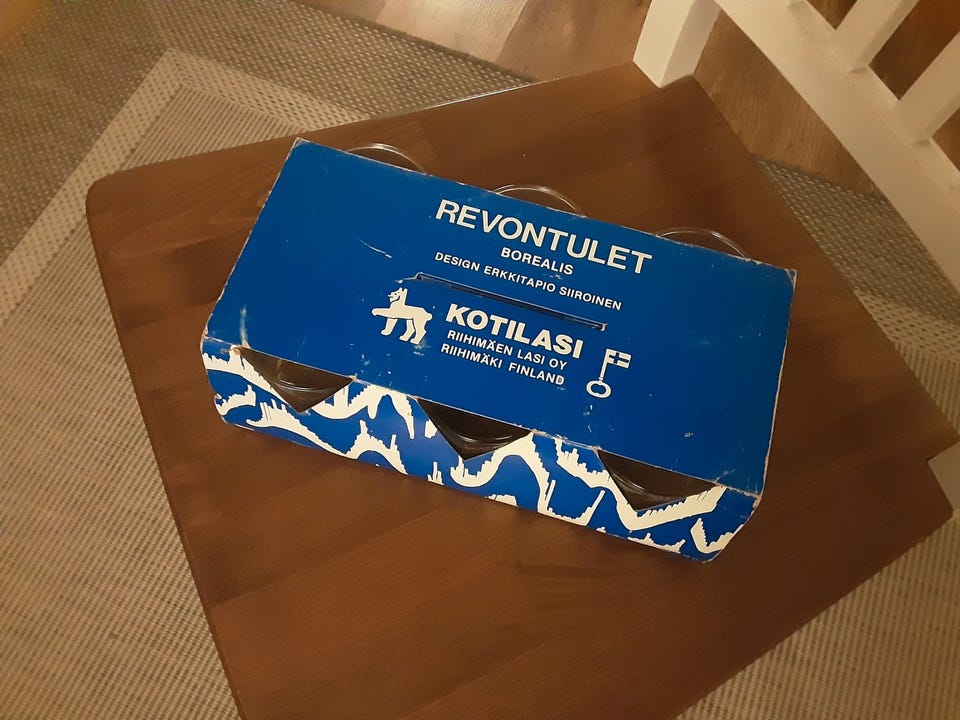 REVONTULET
BOREALIS
DESIGN ERKKITAPIO SIIROINEN
KOTILASI
RIIHIMÄEN LASI OY
RIIHIMÄKI FINLAND